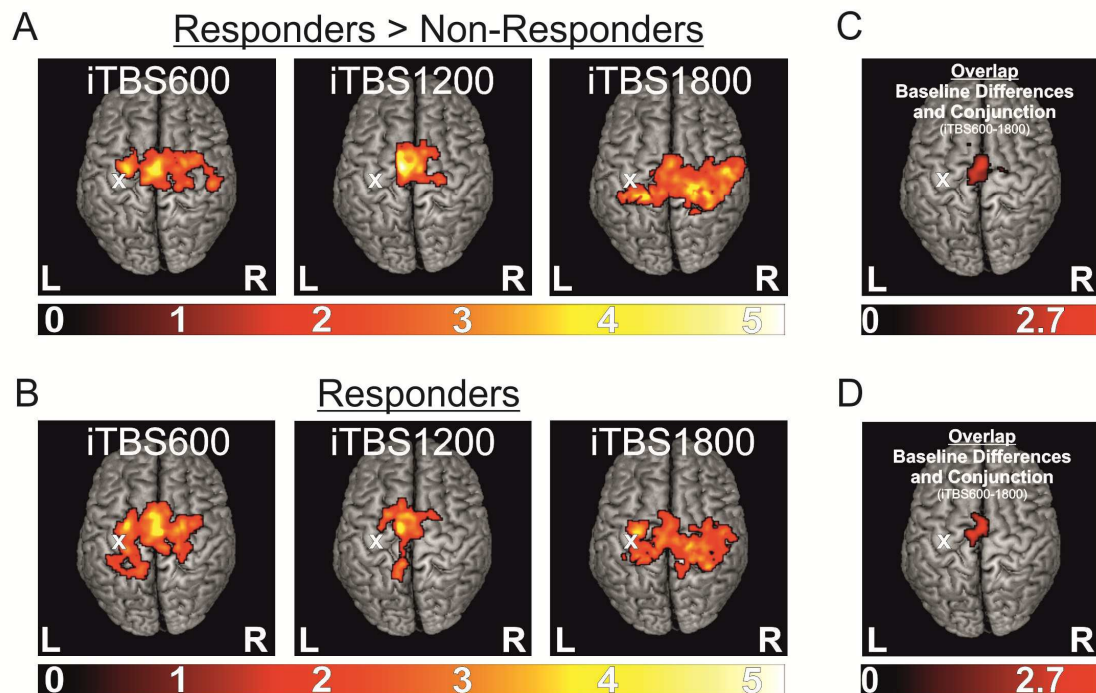 A
Responders > Non-Responders
iTBS600
iTBS1200
iTBS1800
X
X
X
L
R
L
R
L
R
0 1 2 3 4 5
C
Overlap
Baseline Differences
and Conjunction
(iTBS600-1800)
X
L
R
0 2.7
B
Responders
iTBS600
iTBS1200
iTBS1800
X
X
X
L
R
L
R
L
R
0 1 2 3 4 5
D
Overlap
Baseline Differences
and Conjunction
(iTBS600-1800)
X
L
R
0 2.7